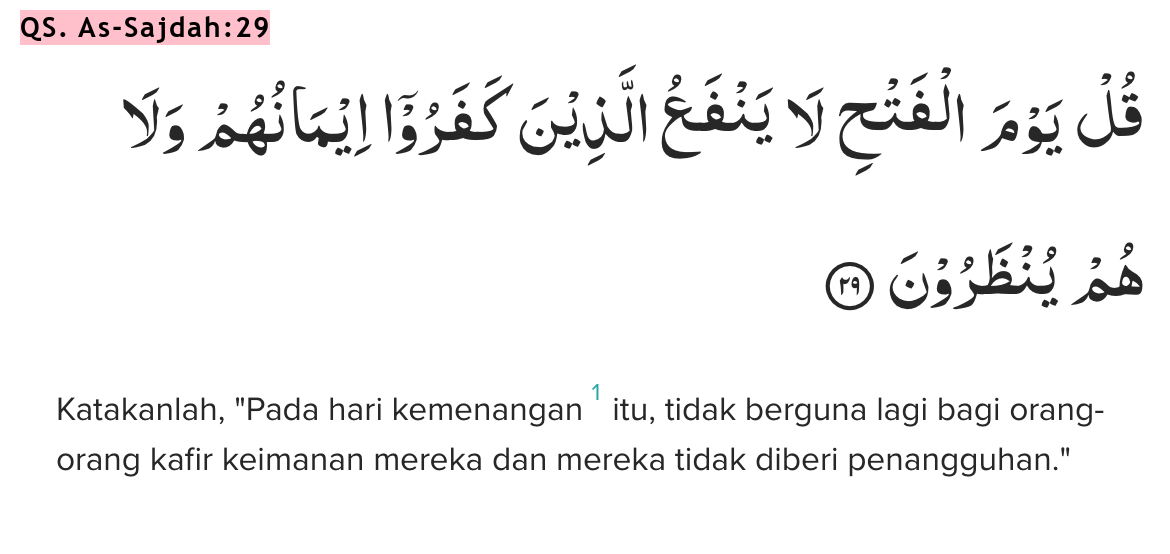 QS. As-Sajdah:29
قُلْ يَوْمَ الْفَتْحِ لَا يَنْفَعُ الَّذِيْنَ كَفَرُوْٓا اِيْمَانُهُمْ وَلَا
هُمْ يُنْظَرُوْنَ ٢٩
Katakanlah, "Pada hari kemenangan 1 itu, tidak berguna lagi bagi orang-
orang kafir keimanan mereka dan mereka tidak diberi penangguhan."